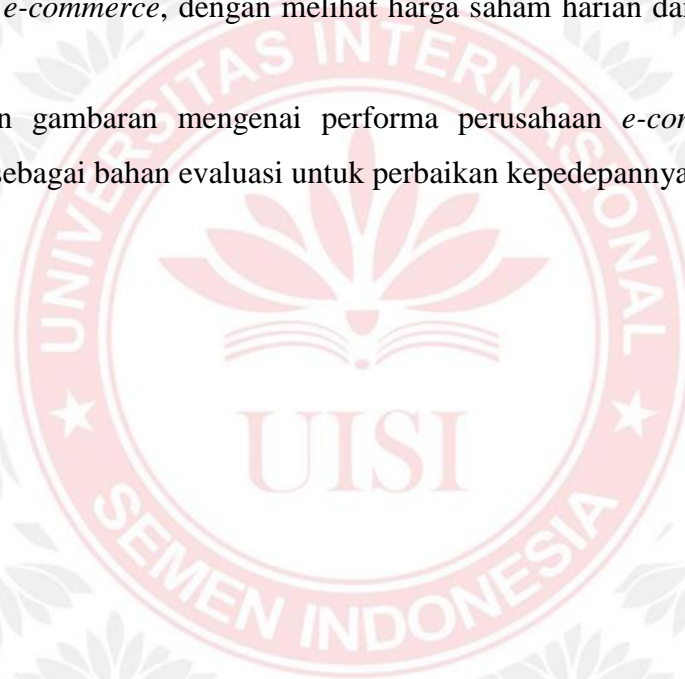 e-commerce, dengan melihat harga saham harian dar
n gambaran mengenai performa perusahaan e-con
sebagai bahan evaluasi untuk perbaikan kepedepannya
UNIVERSITAS INTERNASIONAL
UISI
SEMEN INDONESIA